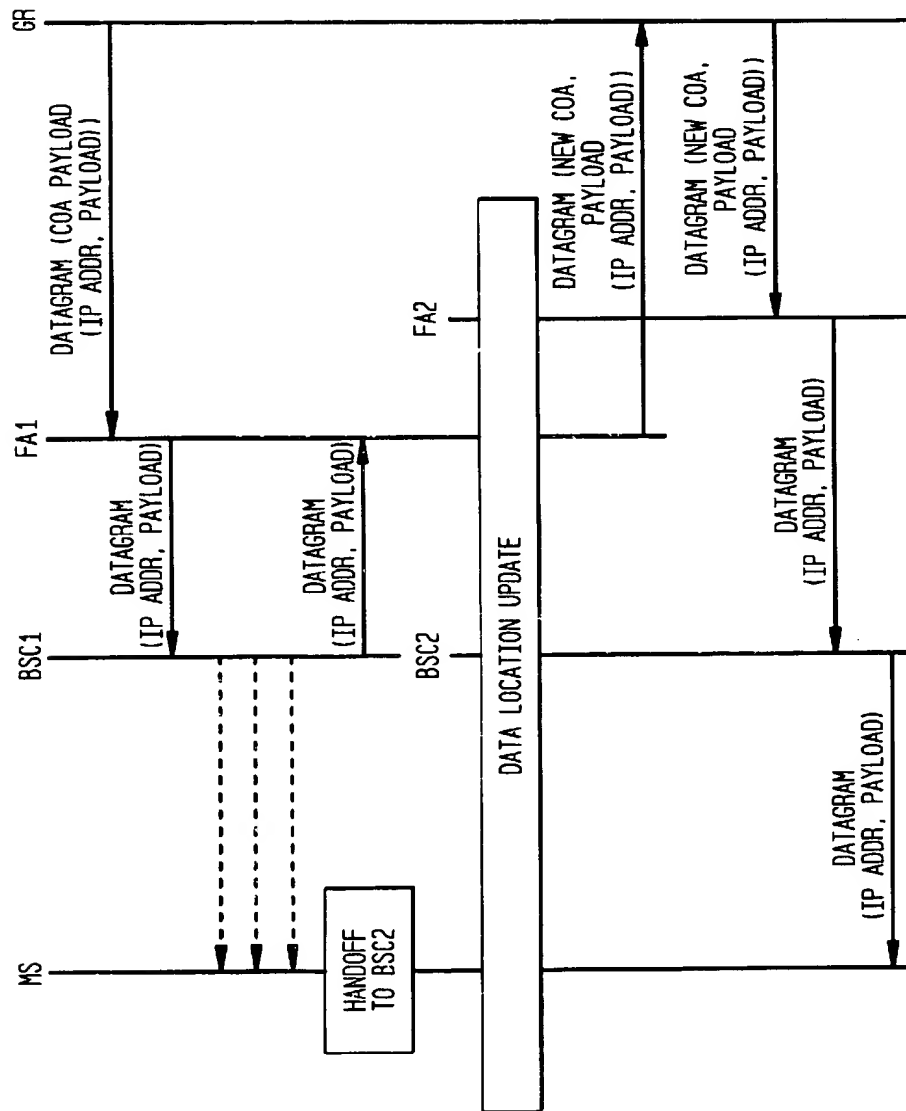 MS
BSC1
FA1
GR
DATAGRAM (COA PAYLOAD
(IP ADDR, PAYLOAD))
DATAGRAM
(IP ADDR, PAYLOAD)
HANDOFF
TO BSC2
DATAGRAM
(IP ADDR, PAYLOAD)
BSC2
FA2
DATA LOCATION UPDATE
DATAGRAM (NEW COA,
PAYLOAD
(IP ADDR, PAYLOAD))
DATAGRAM (NEW COA,
PAYLOAD
(IP ADDR, PAYLOAD))
DATAGRAM
(IP ADDR, PAYLOAD)
DATAGRAM
(IP ADDR, PAYLOAD)